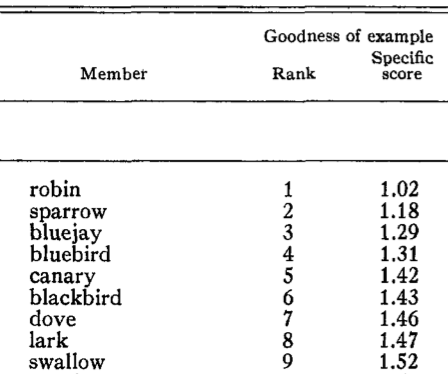 Goodness of example
Member Rank Specific score
robin 1 1.02
sparrow 2 1.18
bluejay 3 1.29
bluebird 4 1.31
canary 5 1.42
blackbird 6 1.43
dove 7 1.46
lark 8 1.47
swallow 9 1.52